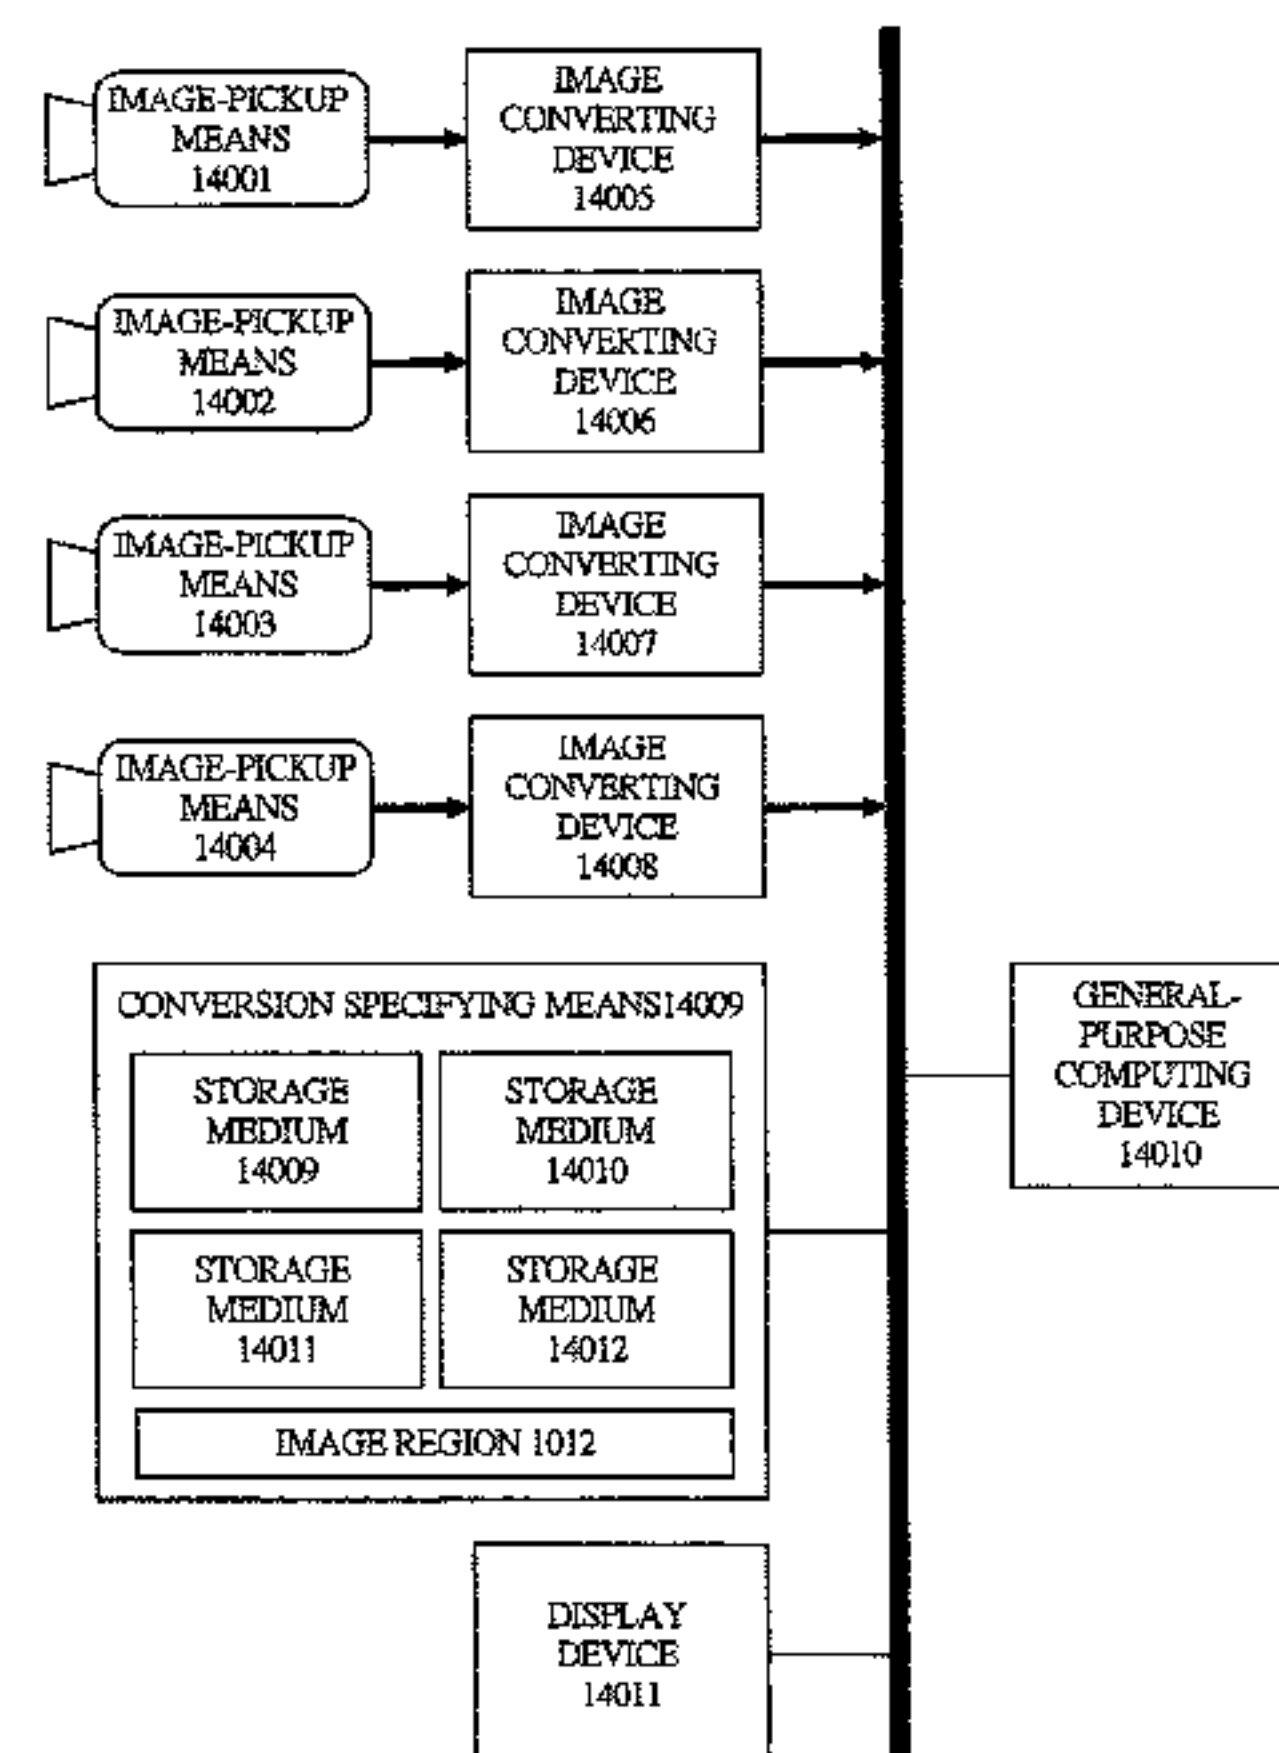 IMAGE-PICKUP
MEANS
14001
IMAGE
CONVERTING
DEVICE
14005
IMAGE-PICKUP
MEANS
14002
IMAGE
CONVERTING
DEVICE
14006
IMAGE-PICKUP
MEANS
14003
IMAGE
CONVERTING
DEVICE
14007
IMAGE-PICKUP
MEANS
14004
IMAGE
CONVERTING
DEVICE
14008
CONVERSION SPECIFYING MEANS14009
STORAGE
MEDIUM
14009
STORAGE
MEDIUM
14010
STORAGE
MEDIUM
14011
STORAGE
MEDIUM
14012
IMAGE REGION 1012
GENERAL-
PURPOSE
COMPUTING
DEVICE
14010
DISPLAY
DEVICE
14011